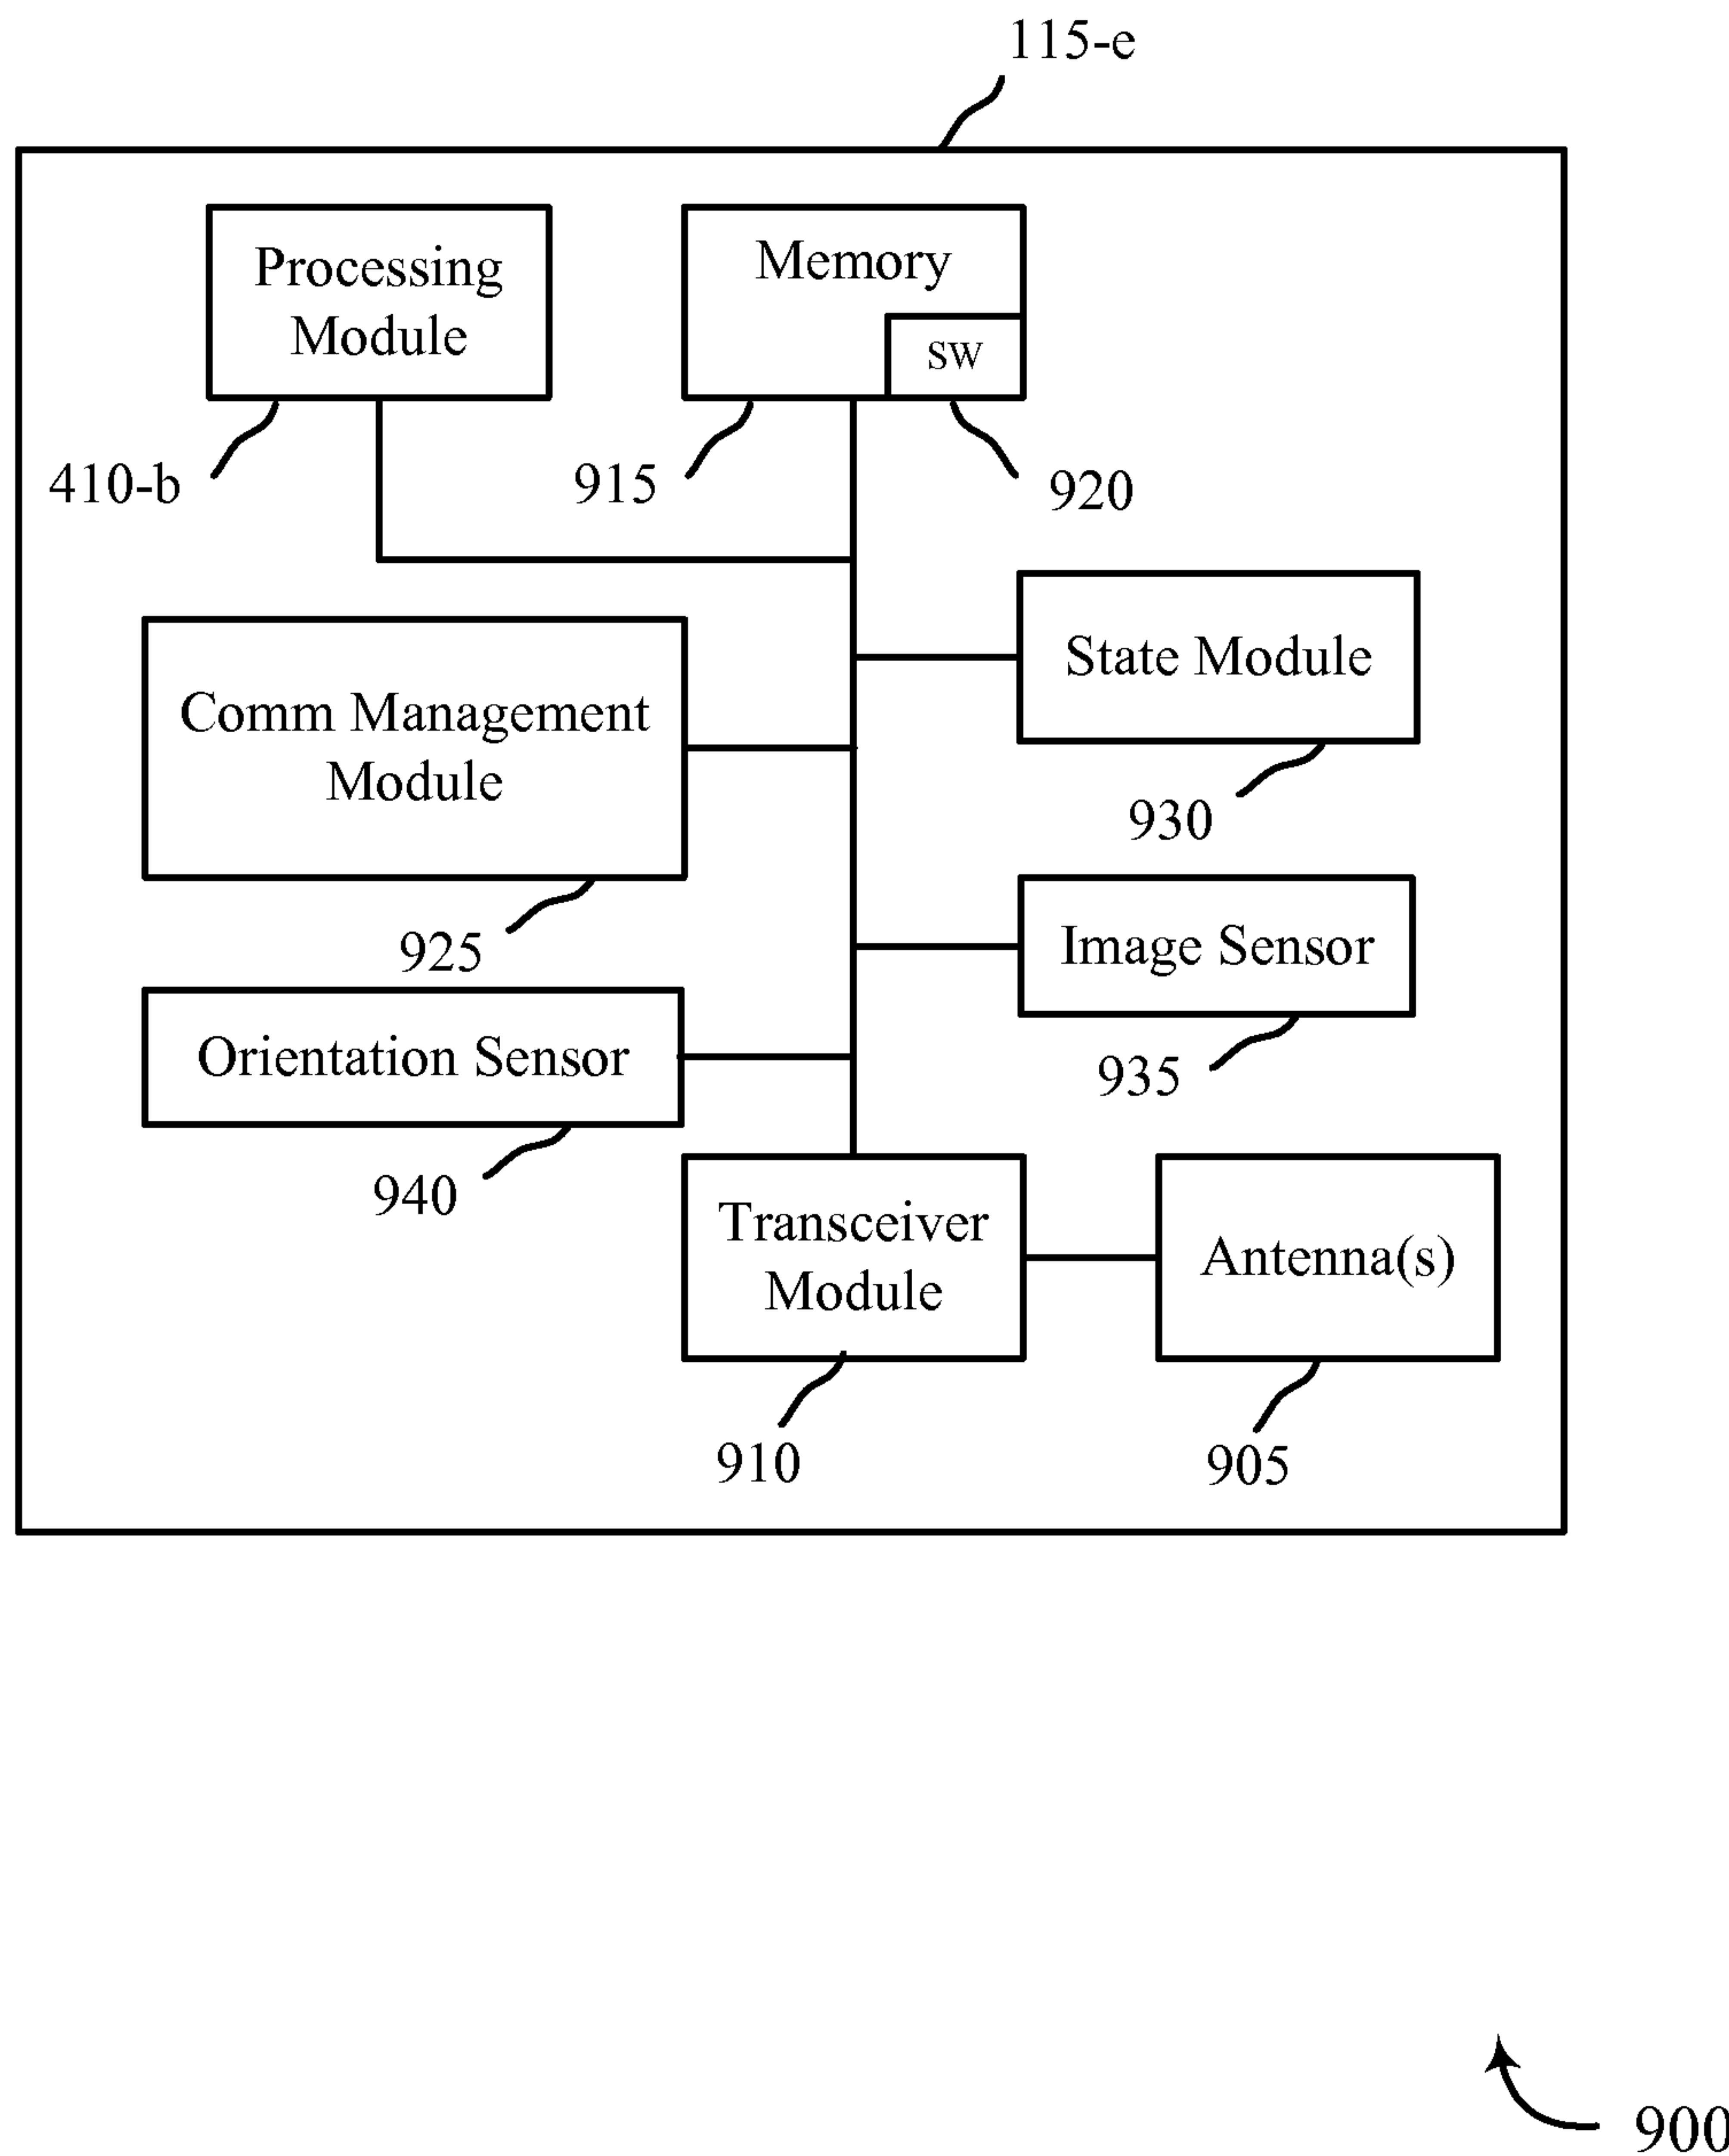 115-e
Processing
Module
Memory
SW
410-b
915
920
State Module
Comm Management
Module
930
925
Image Sensor
Orientation Sensor
935
940
Transceiver
Module
Antenna(s)
910
905
900